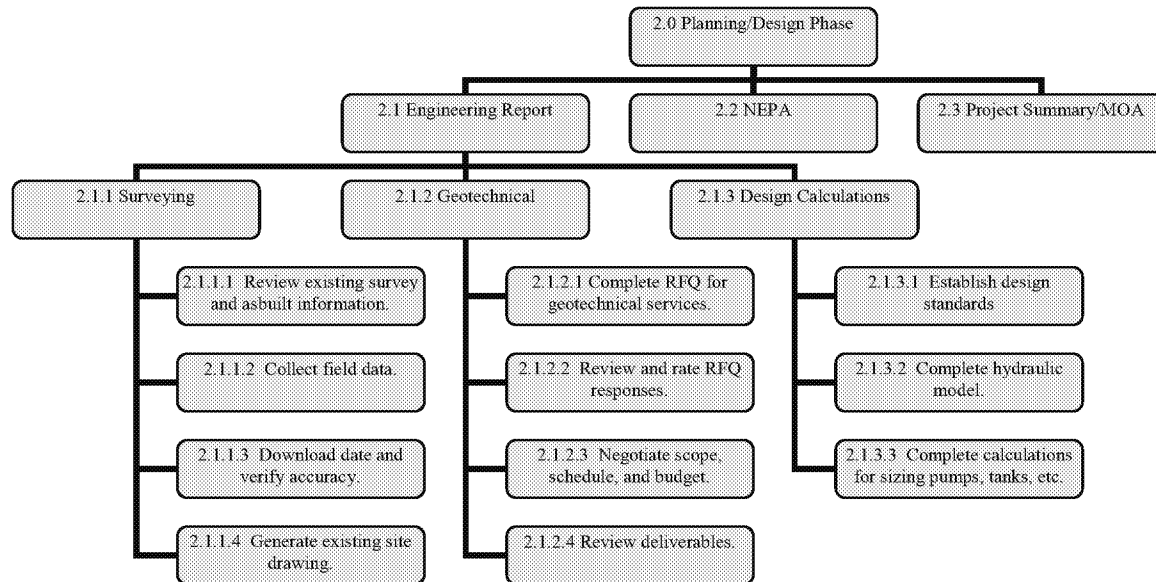 2.0 Planning/Design Phase
2.1 Engineering Report
2.2 NEPA
2.3 Project Summary/MOA
2.1.1 Surveying
2.1.2 Geotechnical
2.1.3 Design Calculations
2.1.1.1 Review existing survey
and asbuilt information.
2.1.1.2 Collect field data.
2.1.1.3 Download date and
verify accuracy.
2.1.1.4 Generate existing site
drawing.
2.1.2.1 Complete RFQ for
geotechnical services.
2.1.2.2 Review and rate RFQ
responses.
2.1.2.3 Negotiate scope,
schedule, and budget.
2.1.2.4 Review deliverables.
2.1.3.1 Establish design
standards
2.1.3.2 Complete hydraulic
model.
2.1.3.3 Complete calculations
for sizing pumps, tanks, etc.